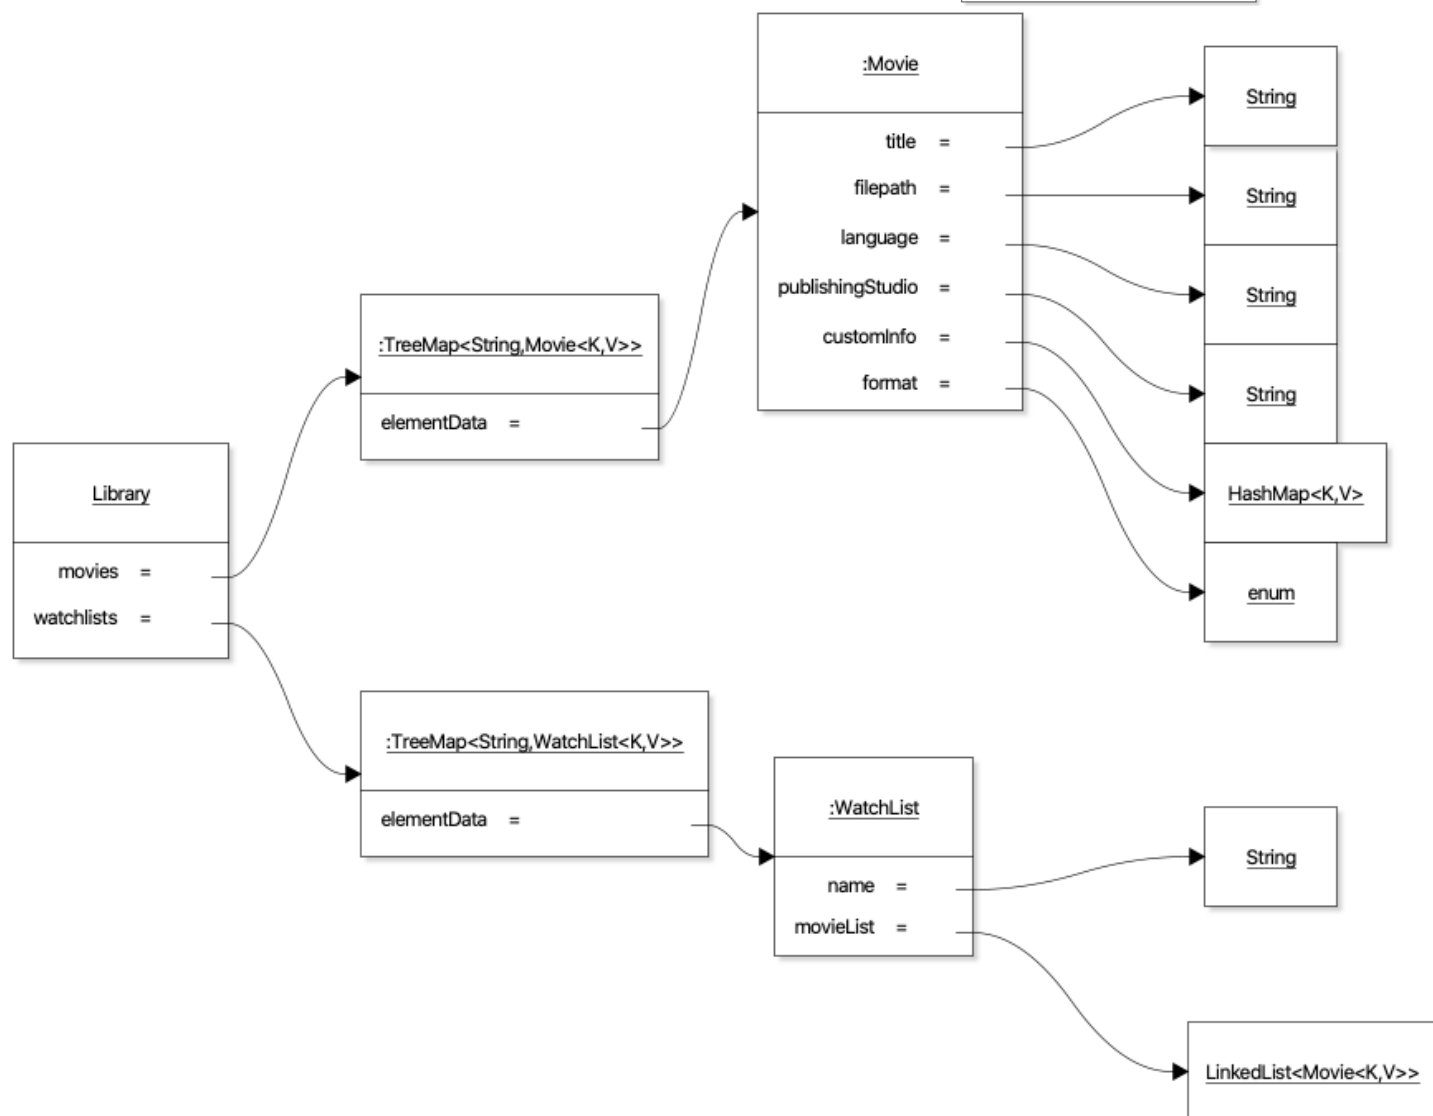 :Movie
title =
filepath =
language =
publishingStudio =
customInfo =
format =
String
String
String
String
HashMap<K,V>
enum
:TreeMap<String,Movie<K,V>>
elementData =
Library
movies =
watchlists =
:TreeMap<String,WatchList<K,V>>
elementData =
:WatchList
name =
movieList =
String
LinkedList<Movie<K,V>>